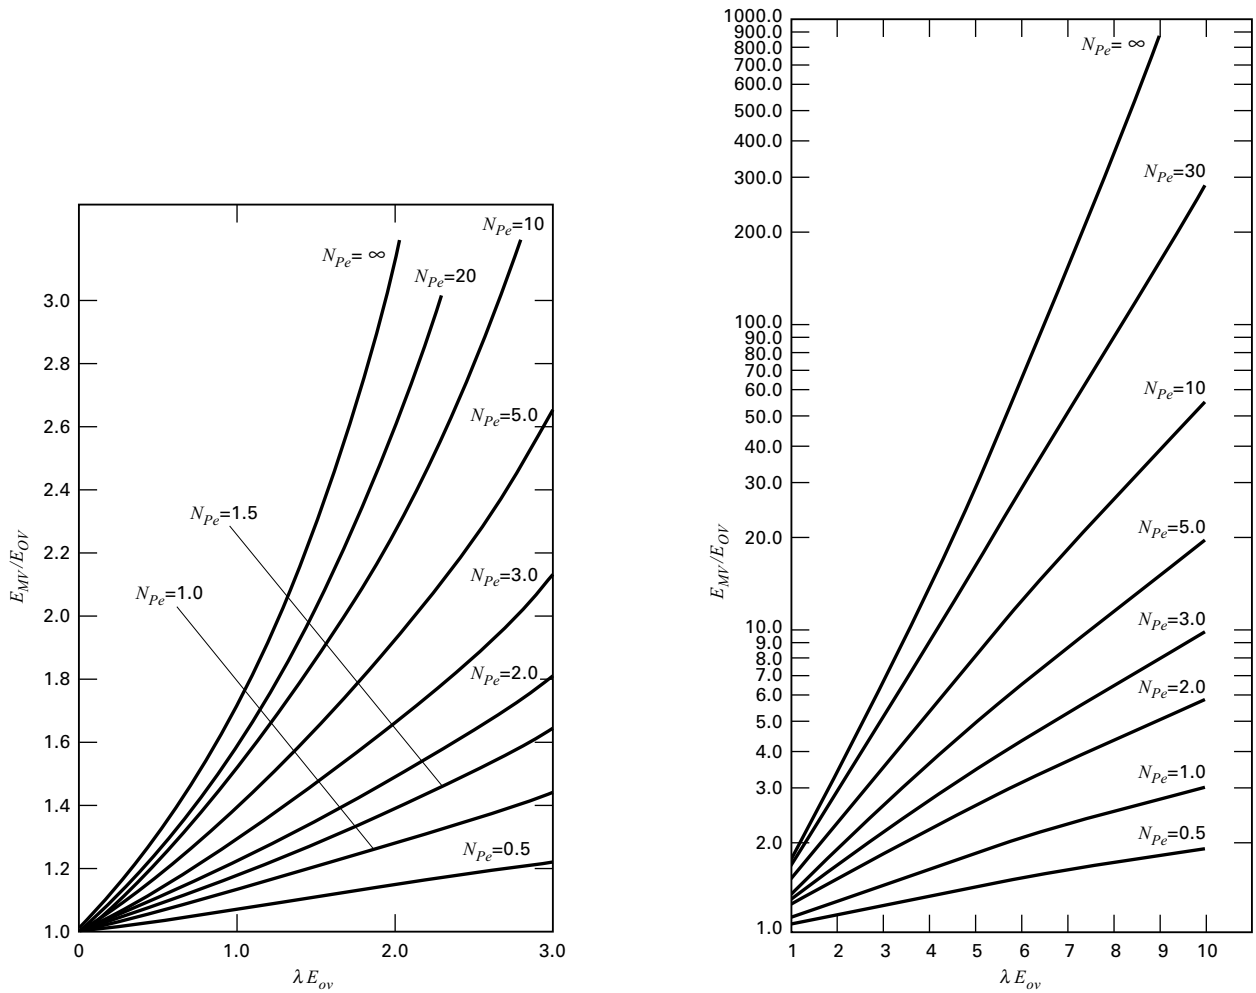 N_Pe= ∞
N_Pe=10
N_Pe=20
N_Pe=5.0
N_Pe=1.5
N_Pe=3.0
N_Pe=1.0
N_Pe=2.0
N_Pe=0.5
3.0
2.8
2.6
2.4
2.2
2.0
1.8
1.6
1.4
1.2
1.0
E_MV/E_OV
0 1.0 2.0 3.0
λE_ov
1000.0
900.0
800.0
700.0
600.0
500.0
400.0
300.0
200.0
100.0
90.0
80.0
70.0
60.0
50.0
40.0
30.0
20.0
10.0
9.0
8.0
7.0
6.0
5.0
4.0
3.0
2.0
1.0
E_MV/E_OV
N_Pe= ∞
N_Pe=30
N_Pe=10
N_Pe=5.0
N_Pe=3.0
N_Pe=2.0
N_Pe=1.0
N_Pe=0.5
1 2 3 4 5 6 7 8 9 10
λE_ov